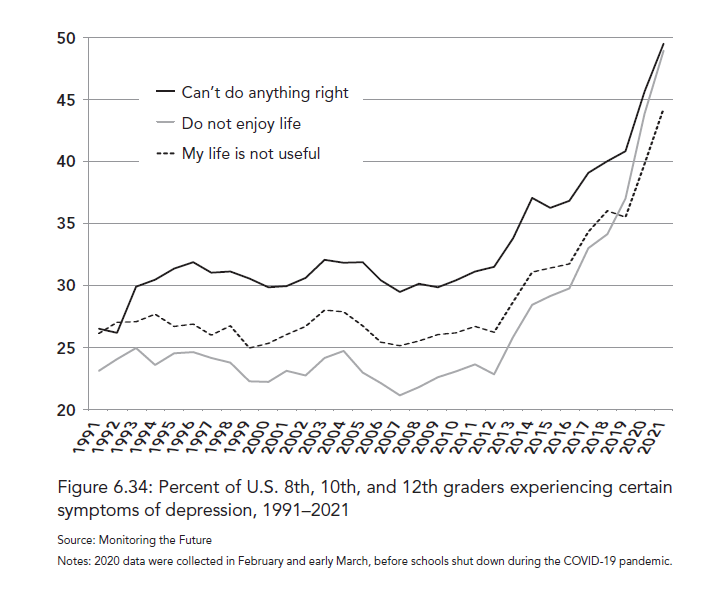 50
45
40
35
30
25
20
Can't do anything right
Do not enjoy life
My life is not useful
1991 1992 1993 1994 1995 1996 1997 1998 1999 2000 2001 2002 2003 2004 2005 2006 2007 2008 2009 2010 2011 2012 2013 2014 2015 2016 2017 2018 2019 2020 2021
Figure 6.34: Percent of U.S. 8th, 10th, and 12th graders experiencing certain
symptoms of depression, 1991–2021
Source: Monitoring the Future
Notes: 2020 data were collected in February and early March, before schools shut down during the COVID-19 pandemic.